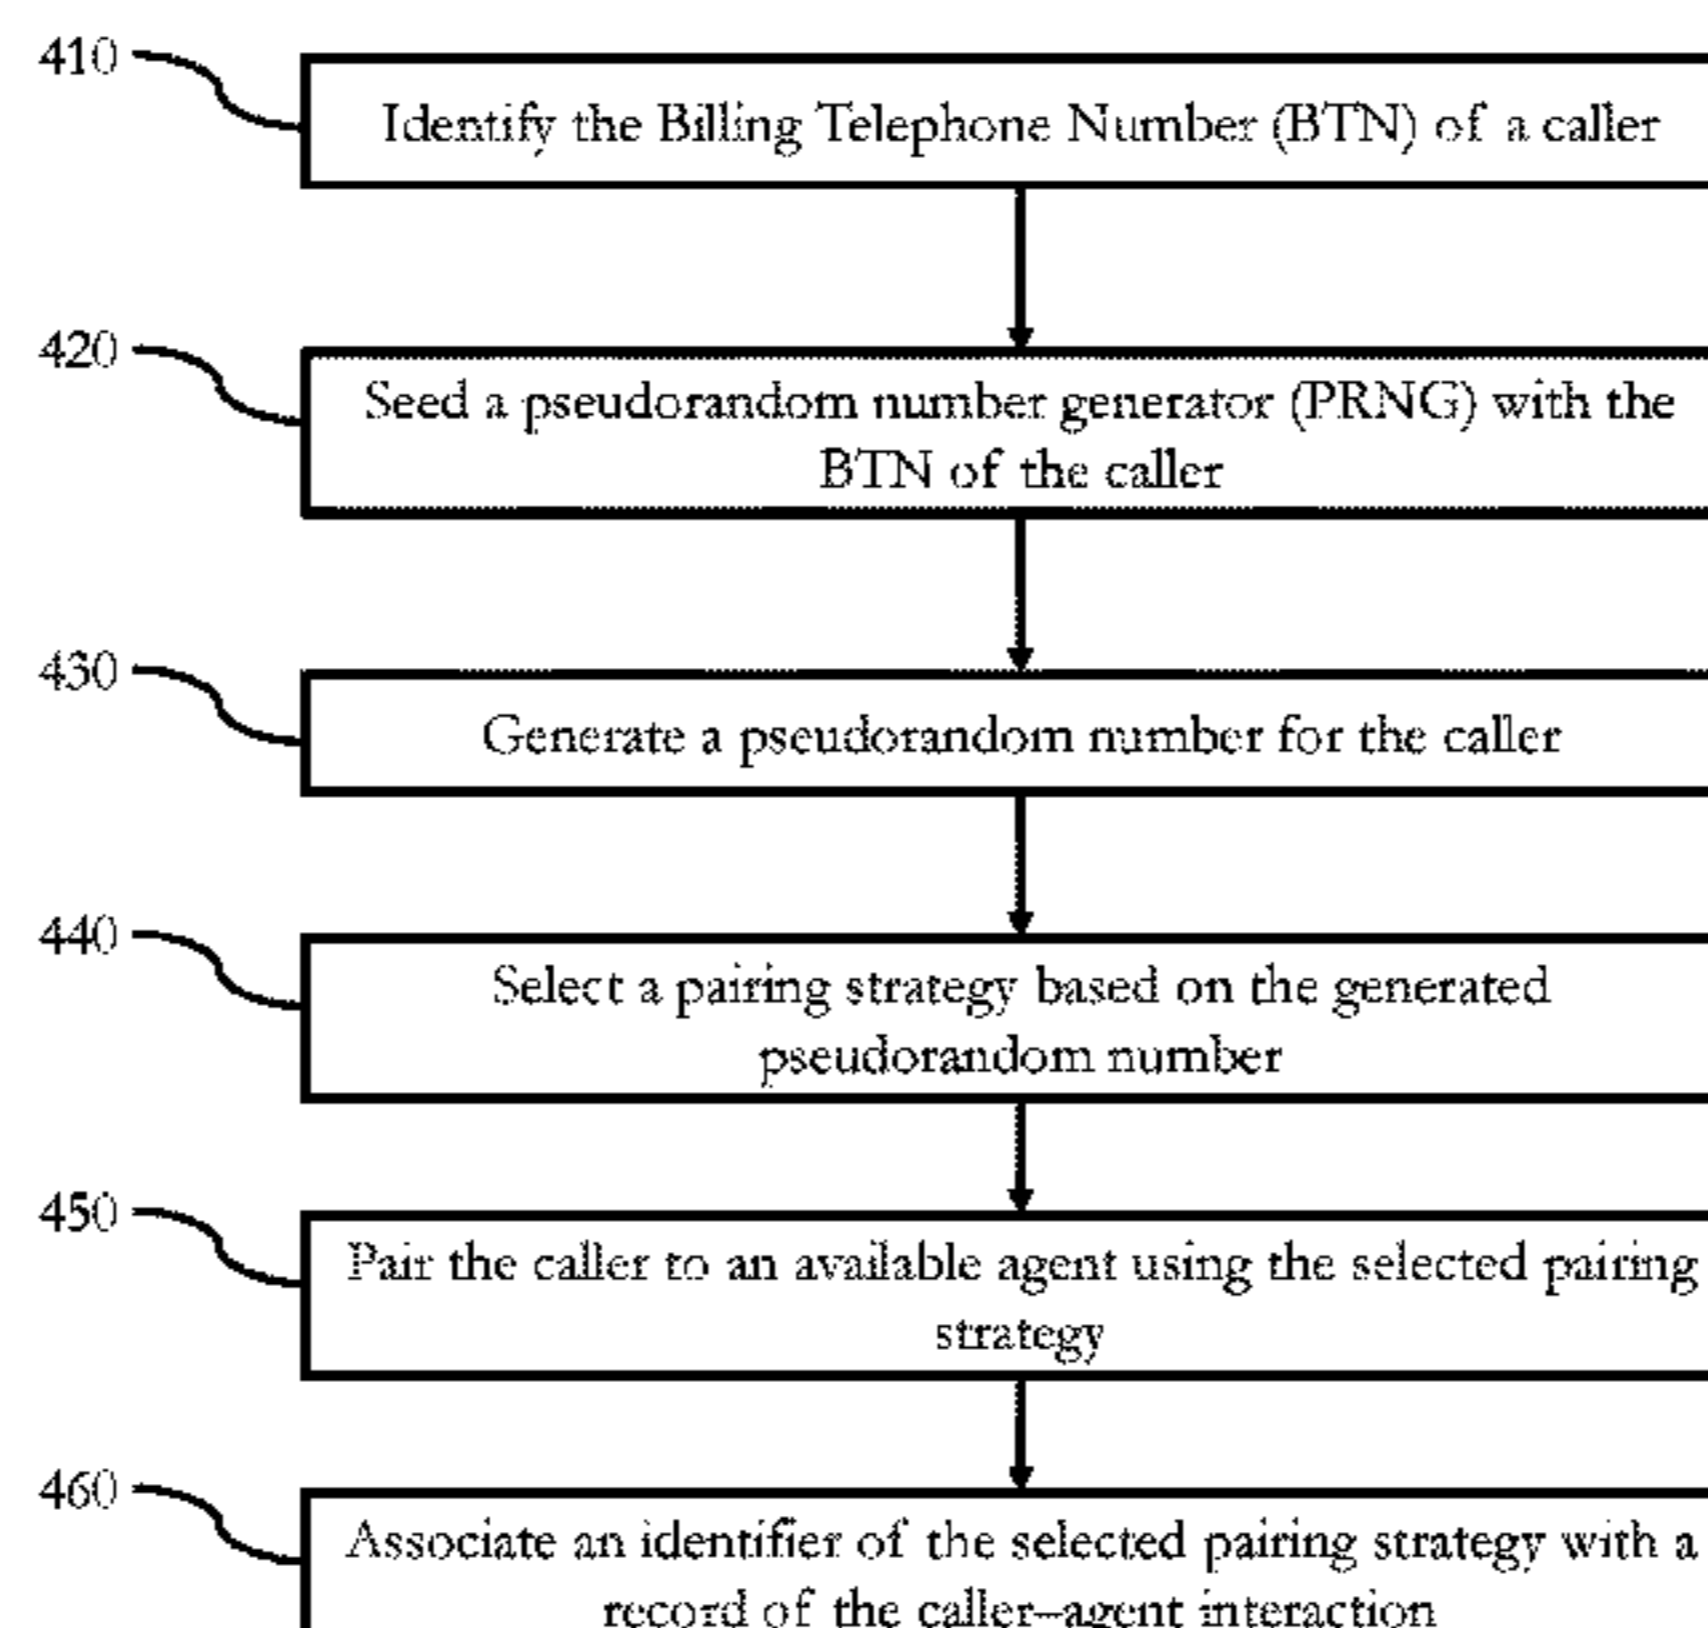 410
Identify the Billing Telephone Number (BTN) of a caller
420
Seed a pseudorandom number generator (PRNG) with the
BTN of the caller
430
Generate a pseudorandom number for the caller
440
Select a pairing strategy based on the generated
pseudorandom number
450
Pair the caller to an available agent using the selected pairing
strategy
460
Associate an identifier of the selected pairing strategy with a
record of the caller–agent interaction